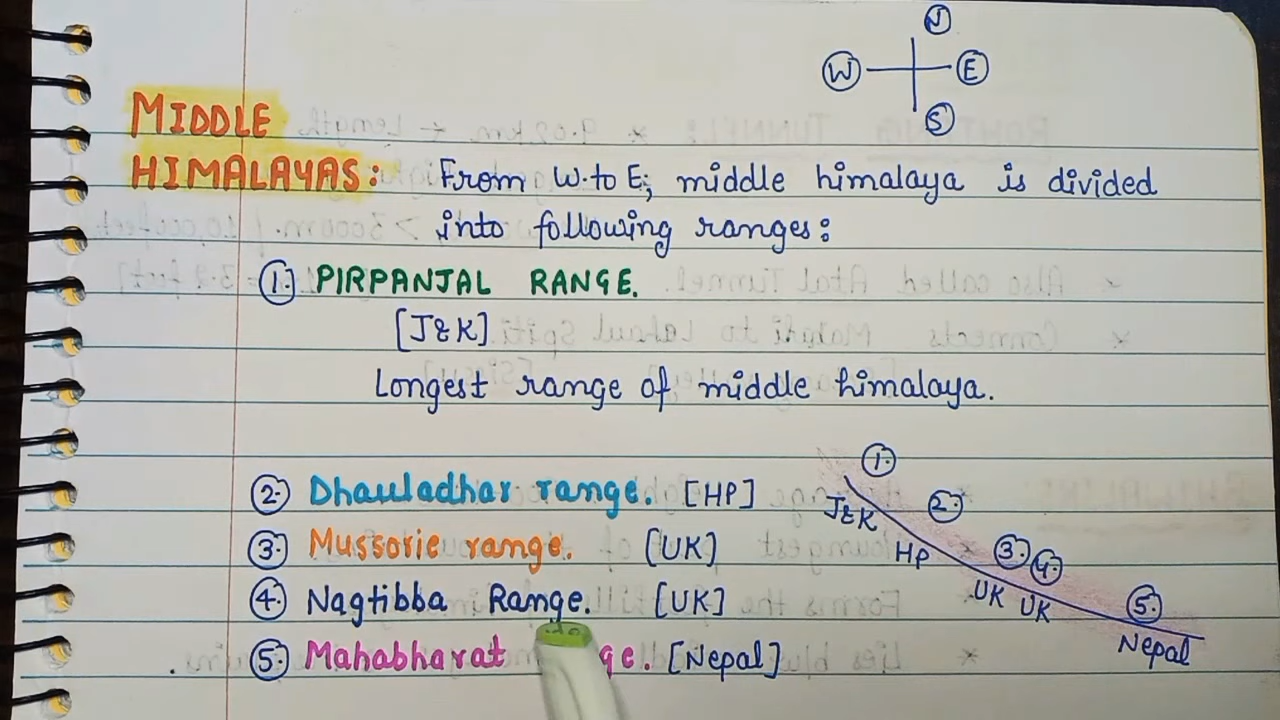 N
W E
S
MIDDLE
HIMALAYAS: From W to E; middle himalaya is divided
into following ranges:
1. PIRPANJAL RANGE.
[J&K]
Longest range of middle himalaya.
2. Dhauladhar range. [HP]
3. Mussorie range. [UK]
4. Nagtibba Range. [UK]
5. Mahabharat ge. [Nepal]
1.
J&K
2.
HP
3. 4.
UK UK
5.
Nepal